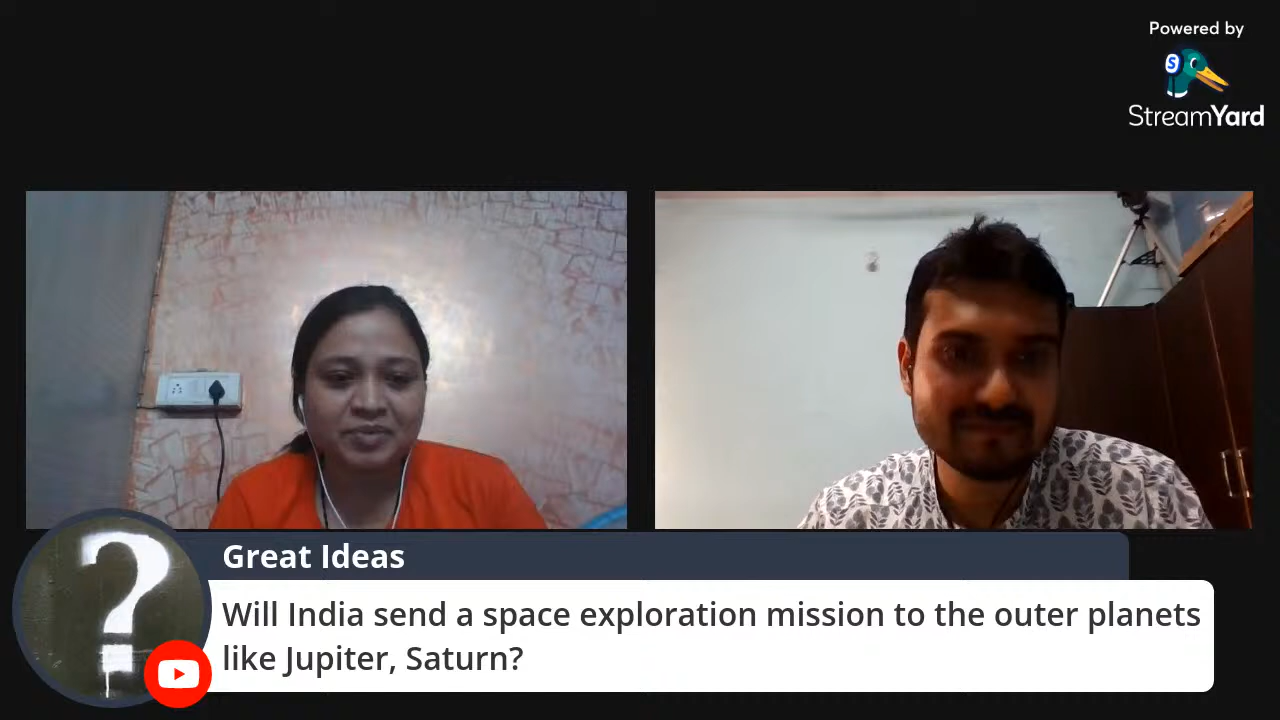 Powered by
StreamYard
Great Ideas
Will India send a space exploration mission to the outer planets
like Jupiter, Saturn?